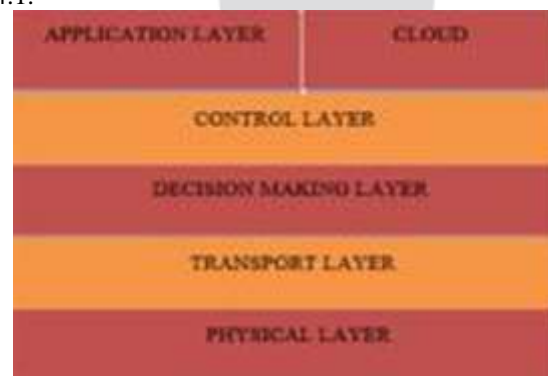 APPLICATION LAYER CLOUD
CONTROL LAYER
DECISION MAKING LAYER
TRANSPORT LAYER
PHYSICAL LAYER